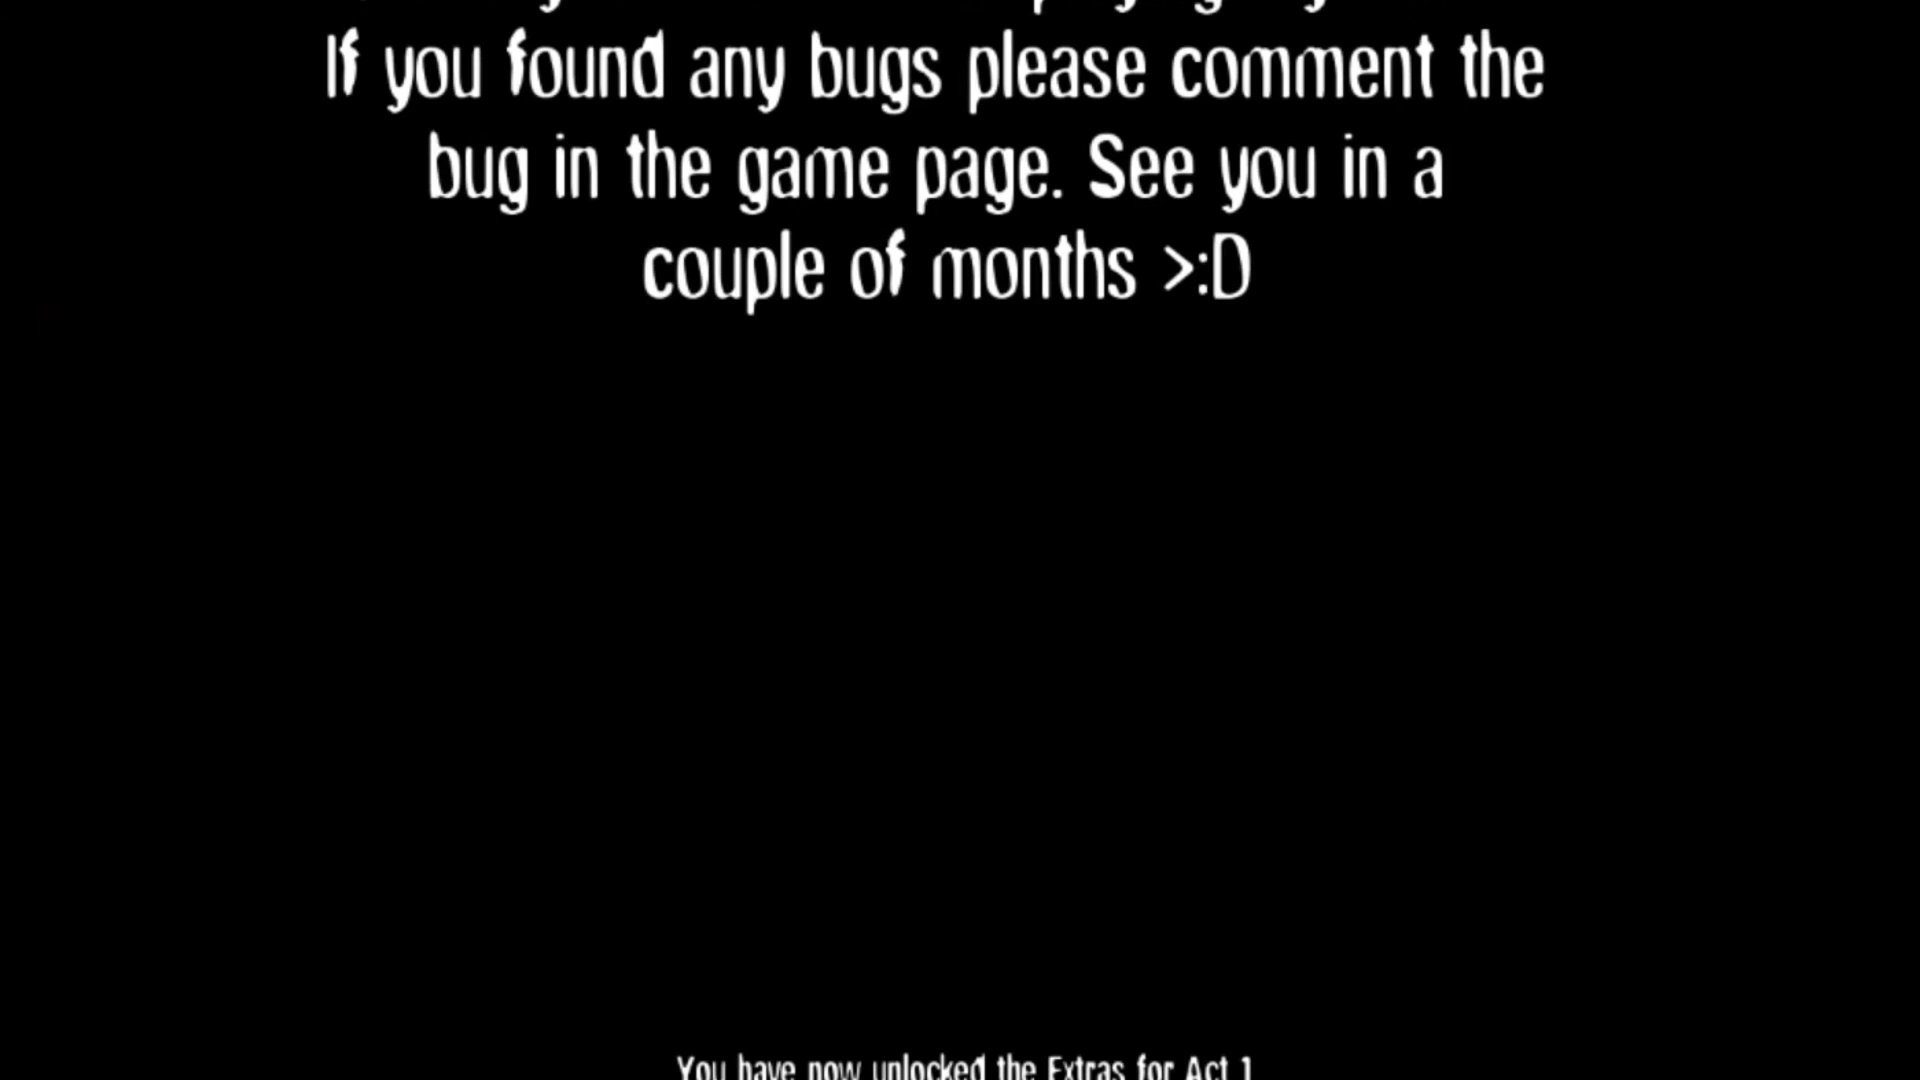 If you found any bugs please comment the
bug in the game page. See you in a
couple of months >:D
You have now unlocked the Extras for Act 1